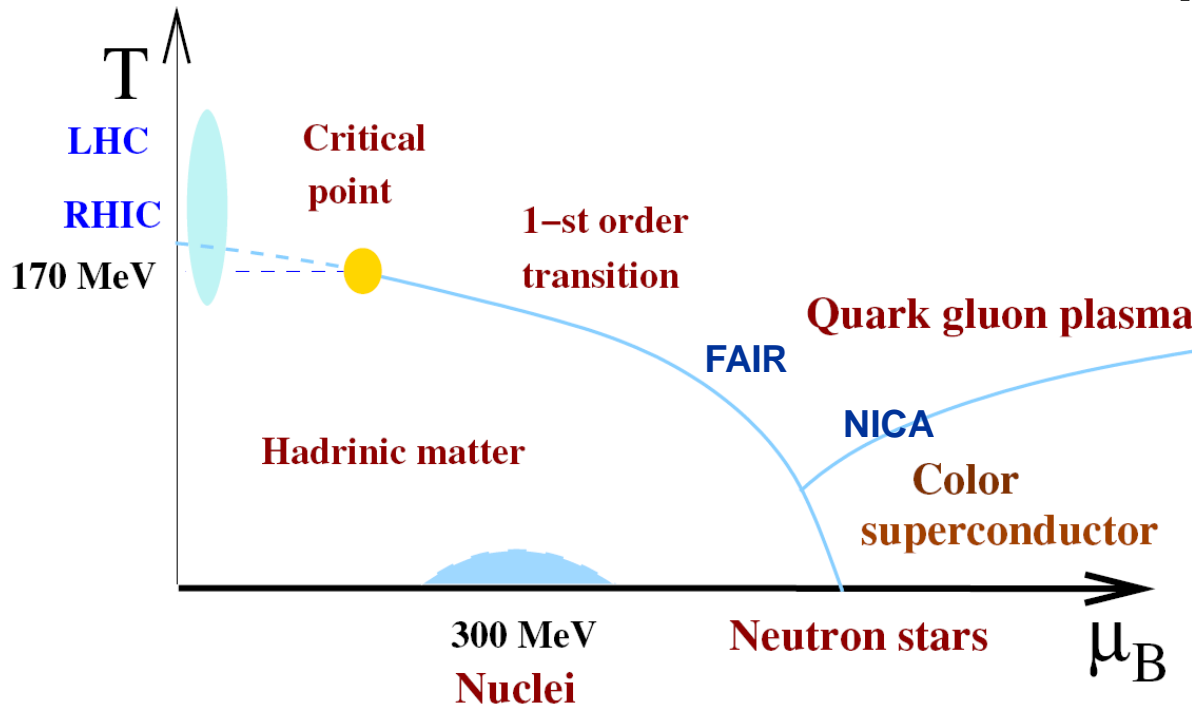 T
LHC
Critical
point
RHIC
1–st order
transition
170 MeV
Quark gluon plasma
FAIR
NICA
Hadrinic matter
Color
superconductor
300 MeV
Neutron stars
μB
Nuclei